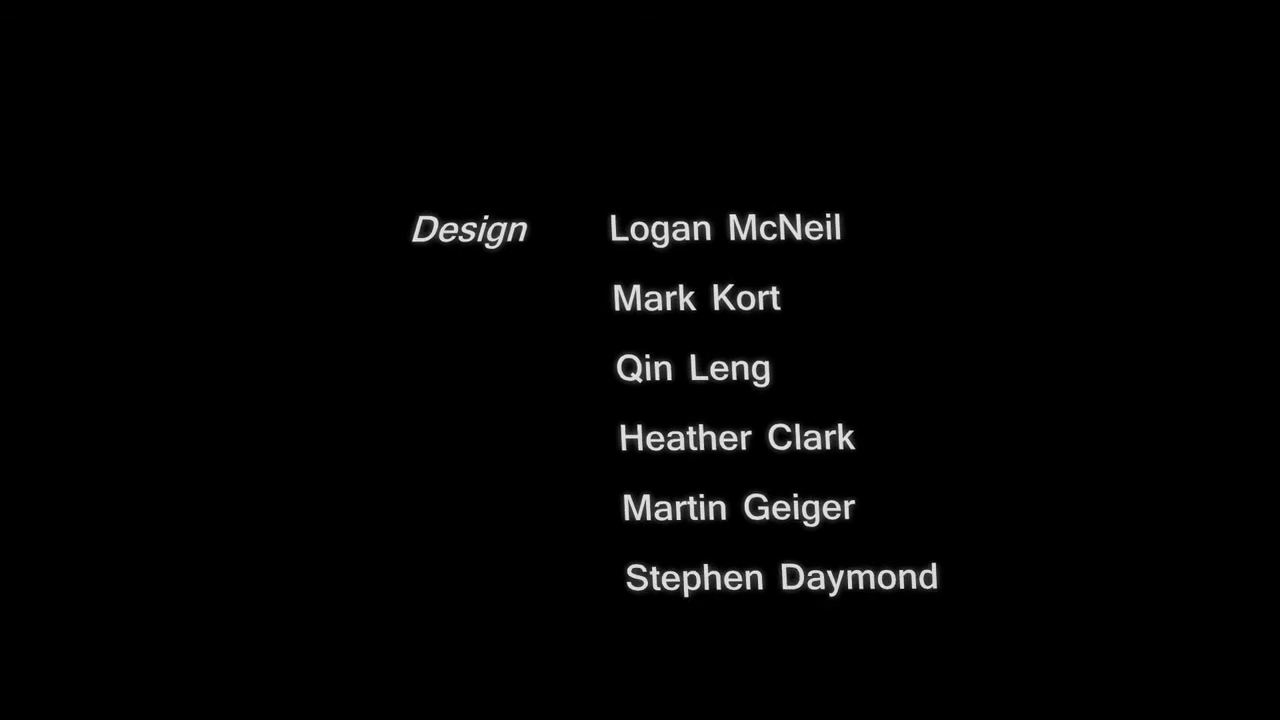 Design Logan McNeil
Mark Kort
Qin Leng
Heather Clark
Martin Geiger
Stephen Daymond